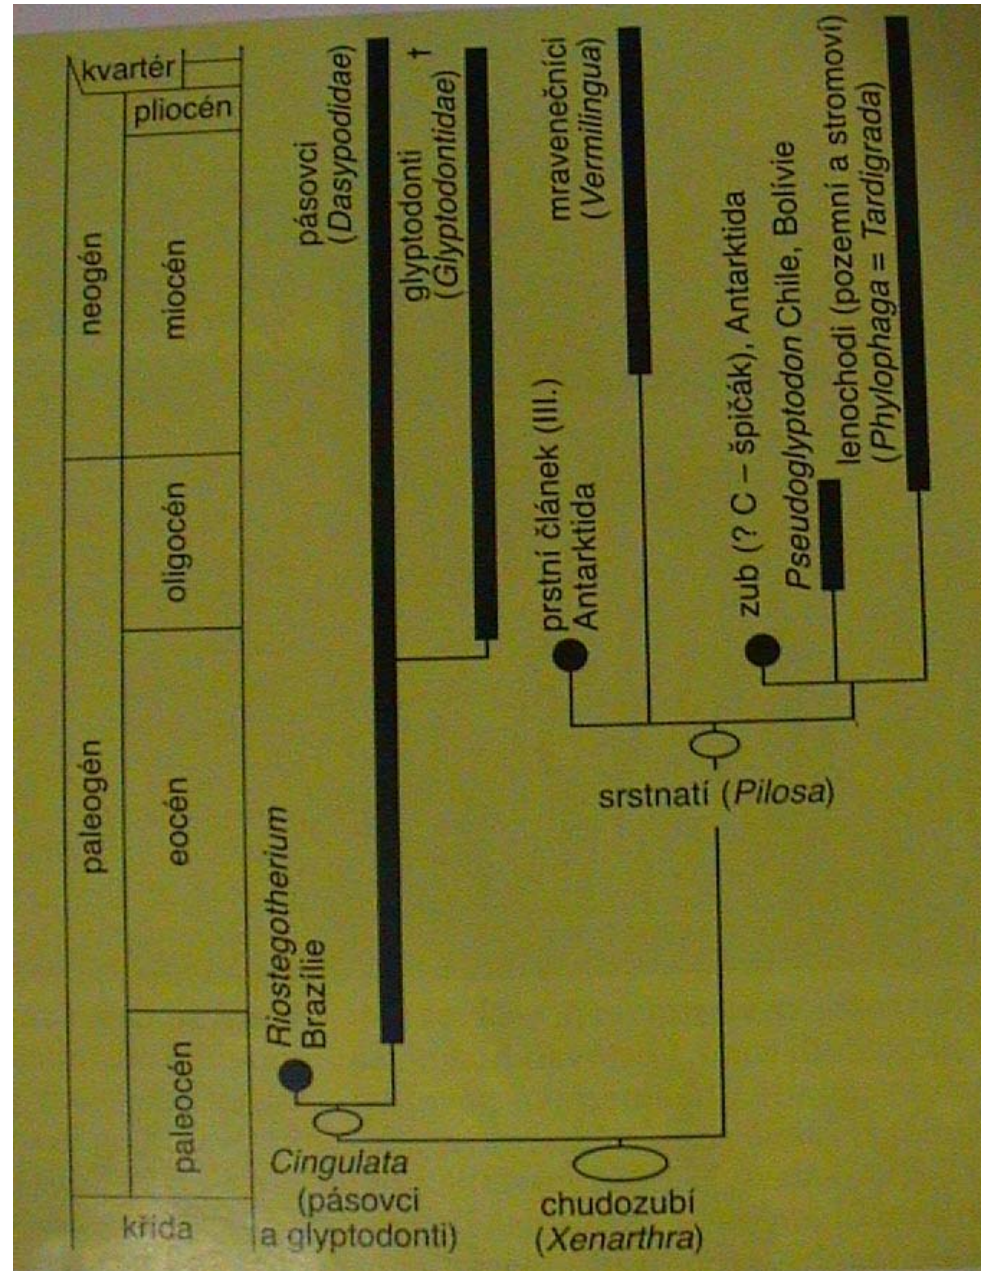 kvartér
pliocén
neogén
miocén
oligocén
paleogén
eocén
paleocén
křída
pásovci
(Dasypodidae)
glyptodonti
(Glyptodontidae) †
mravenečníci
(Vermilingua)
prstní článek (III.)
Antarktida
zub (? C – špičák), Antarktida
Pseudoglyptodon Chile, Bolívie
lenochodi (pozemní a stromoví)
(Phylophaga = Tardigrada)
srstnatí (Pilosa)
Riostegotherium
Brazílie
Cingulata
(pásovci
a glyptodonti)
chudozubí
(Xenarthra)